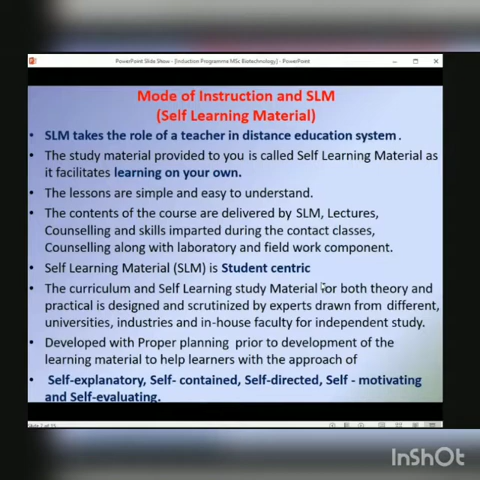 PowerPoint Slide Show - [Induction Programma MSc Biotechnology] - PowerPoint
Mode of Instruction and SLM
(Self Learning Material)
• SLM takes the role of a teacher in distance education system .
• The study material provided to you is called Self Learning Material as
it facilitates learning on your own.
• The lessons are simple and easy to understand.
• The contents of the course are delivered by SLM, Lectures,
Counselling and skills imparted during the contact classes,
Counselling along with laboratory and field work component.
• Self Learning Material (SLM) is Student centric
• The curriculum and Self Learning study Material for both theory and
practical is designed and scrutinized by experts drawn from different,
universities, industries and in-house faculty for independent study.
• Developed with Proper planning prior to development of the
learning material to help learners with the approach of
• Self-explanatory, Self- contained, Self-directed, Self - motivating
and Self-evaluating.
InShOt